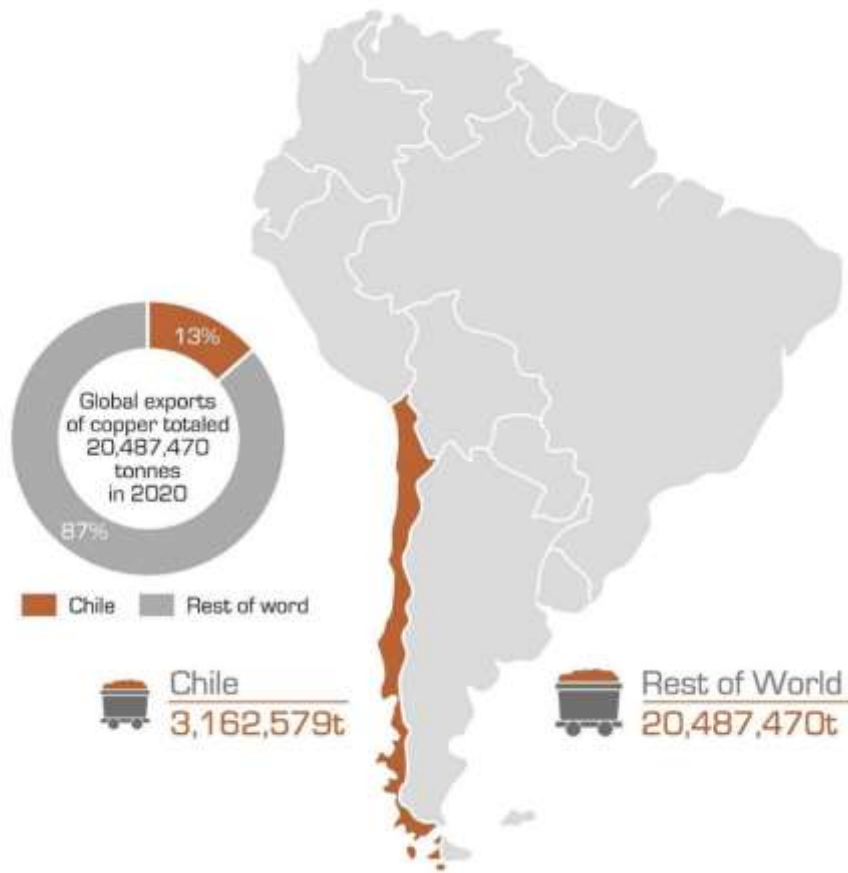 13%
Global exports
of copper totaled
20,487,470
tonnes
in 2020
87%
Chile
Rest of word
Chile
3,162,579t
Rest of World
20,487,470t